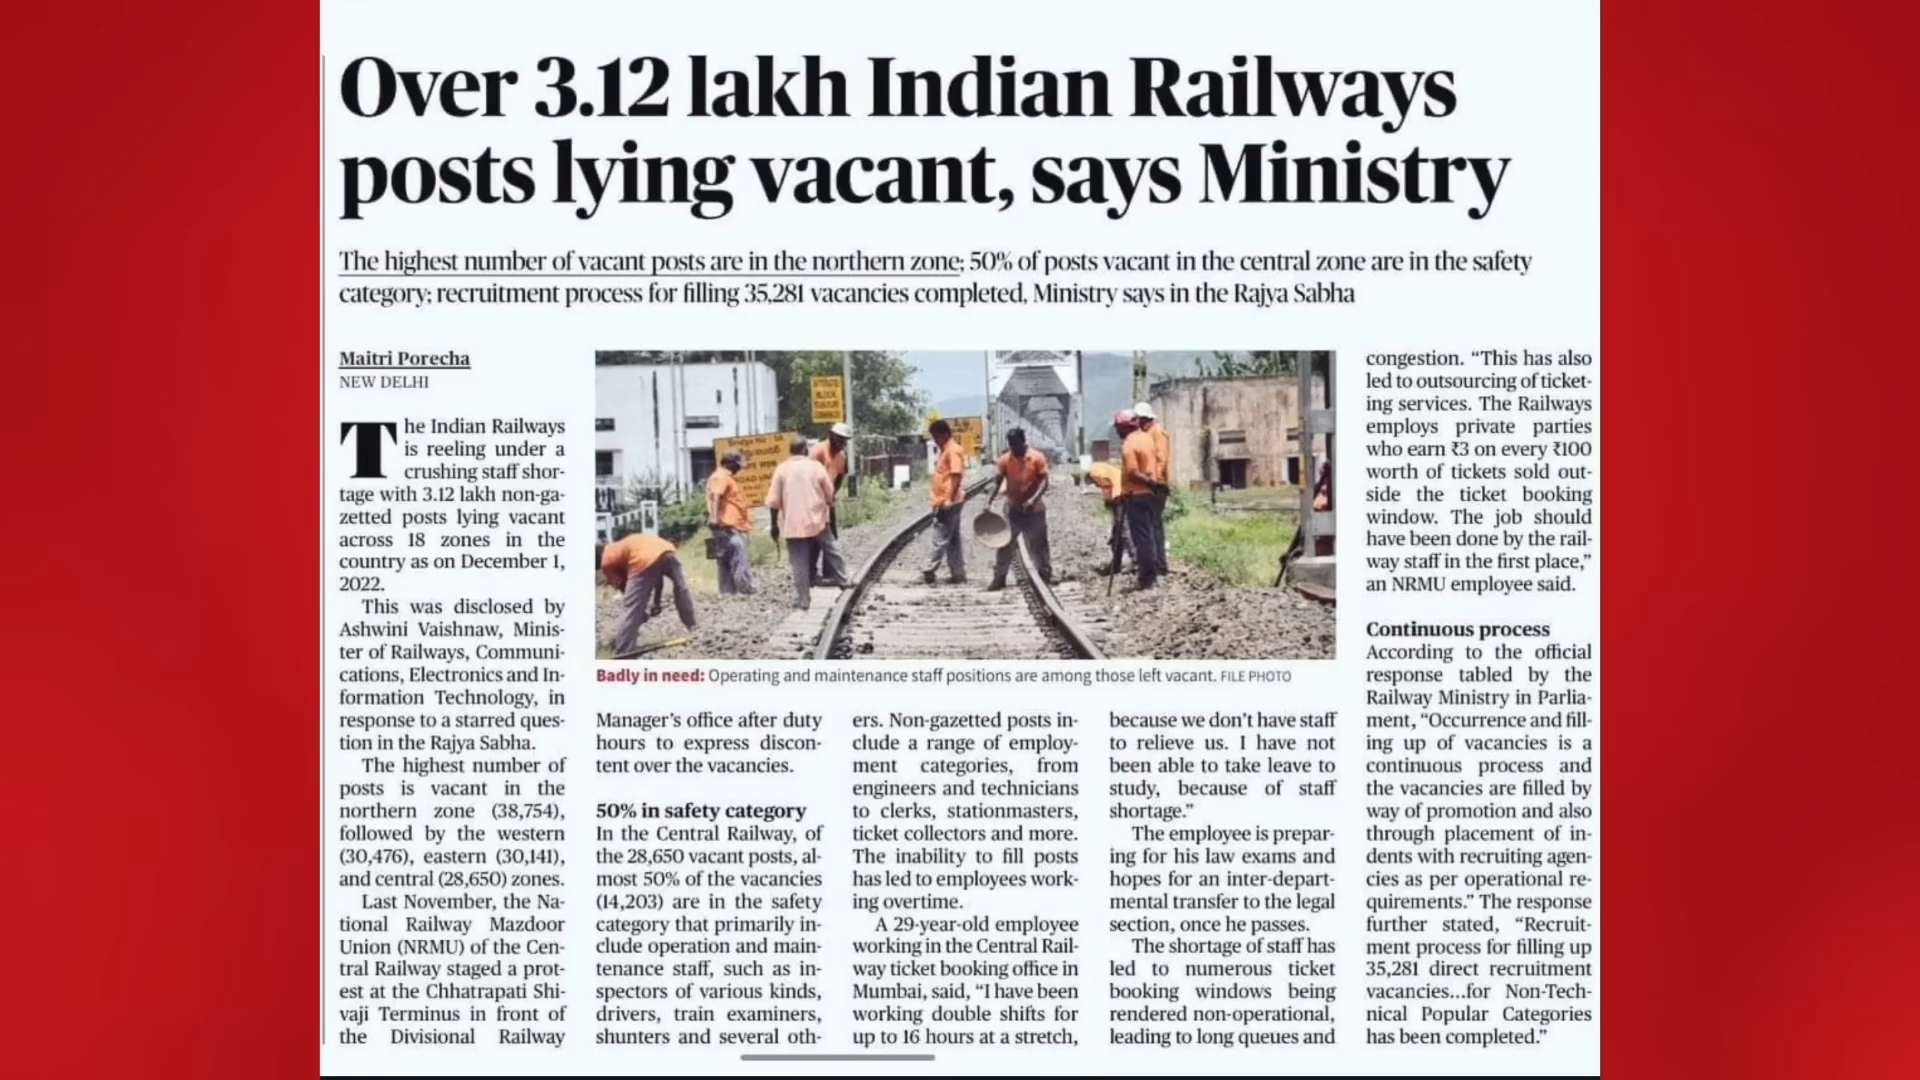 Over 3.12 lakh Indian Railways
posts lying vacant, says Ministry
The highest number of vacant posts are in the northern zone; 50% of posts vacant in the central zone are in the safety
category; recruitment process for filling 35,281 vacancies completed, Ministry says in the Rajya Sabha
Maitri Porecha
NEW DELHI
The Indian Railways
is reeling under a
crushing staff shor-
tage with 3.12 lakh non-ga-
zetted posts lying vacant
across 18 zones in the
country as on December 1,
2022.
This was disclosed by
Ashwini Vaishnaw, Minis-
ter of Railways, Communi-
cations, Electronics and In-
formation Technology, in
response to a starred ques-
tion in the Rajya Sabha.
The highest number of
posts is vacant in the
northern zone (38,754),
followed by the western
(30,476), eastern (30,141),
and central (28,650) zones.
Last November, the Na-
tional Railway Mazdoor
Union (NRMU) of the Cen-
tral Railway staged a prot-
est at the Chhatrapati Shi-
vaji Terminus in front of
the Divisional Railway
Badly in need: Operating and maintenance staff positions are among those left vacant. FILE PHOTO
Manager's office after duty
hours to express discon-
tent over the vacancies.
50% in safety category
In the Central Railway, of
the 28,650 vacant posts, al-
most 50% of the vacancies
(14,203) are in the safety
category that primarily in-
clude operation and main-
tenance staff, such as in-
spectors of various kinds,
drivers, train examiners,
shunters and several oth-
ers. Non-gazetted posts in-
clude a range of employ-
ment categories, from
engineers and technicians
to clerks, stationmasters,
ticket collectors and more.
The inability to fill posts
has led to employees work-
ing overtime.
A 29-year-old employee
working in the Central Rail-
way ticket booking office in
Mumbai, said, “I have been
working double shifts for
up to 16 hours at a stretch,
because we don't have staff
to relieve us. I have not
been able to take leave to
study, because of staff
shortage.”
The employee is prepar-
ing for his law exams and
hopes for an inter-depart-
mental transfer to the legal
section, once he passes.
The shortage of staff has
led to numerous ticket
booking windows being
rendered non-operational,
leading to long queues and
congestion. “This has also
led to outsourcing of ticket-
ing services. The Railways
employs private parties
who earn ₹3 on every ₹100
worth of tickets sold out-
side the ticket booking
window. The job should
have been done by the rail-
way staff in the first place,”
an NRMU employee said.
Continuous process
According to the official
response tabled by the
Railway Ministry in Parlia-
ment, “Occurrence and fill-
ing up of vacancies is a
continuous process and
the vacancies are filled by
way of promotion and also
through placement of in-
dents with recruiting agen-
cies as per operational re-
quirements.” The response
further stated, “Recruit-
ment process for filling up
35,281 direct recruitment
vacancies...for Non-Tech-
nical Popular Categories
has been completed.”